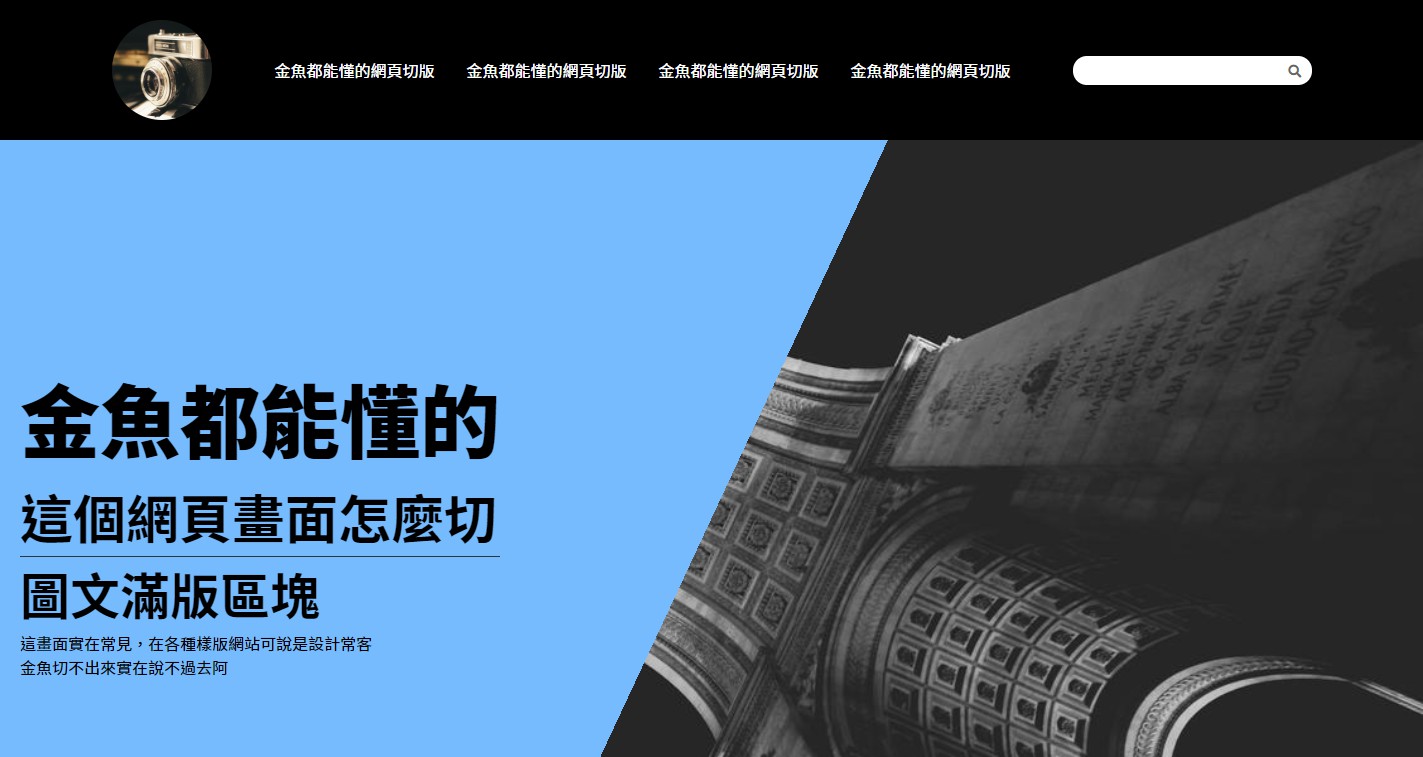 金魚都能懂的網頁切版 金魚都能懂的網頁切版 金魚都能懂的網頁切版 金魚都能懂的網頁切版
金魚都能懂的
這個網頁畫面怎麼切
圖文滿版區塊
這畫面實在常見，在各種樣版網站可說是設計常客
金魚切不出來實在說不過去阿
ALBA DE TORMES
LERIDA
CIUDAD-RODRIGO